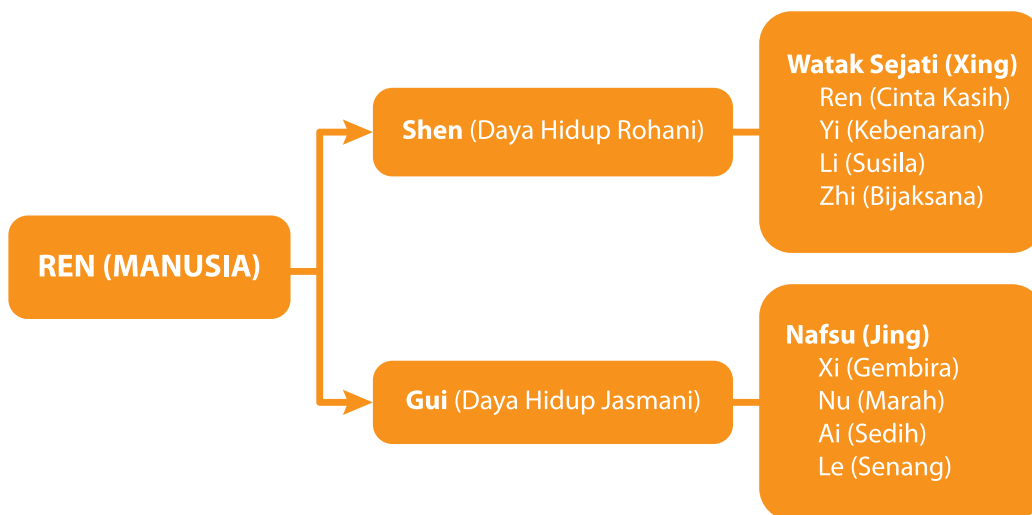 REN (MANUSIA)
Shen (Daya Hidup Rohani)
Watak Sejati (Xing)
Ren (Cinta Kasih)
Yi (Kebenaran)
Li (Susila)
Zhi (Bijaksana)
Gui (Daya Hidup Jasmani)
Nafsu (Jing)
Xi (Gembira)
Nu (Marah)
Ai (Sedih)
Le (Senang)